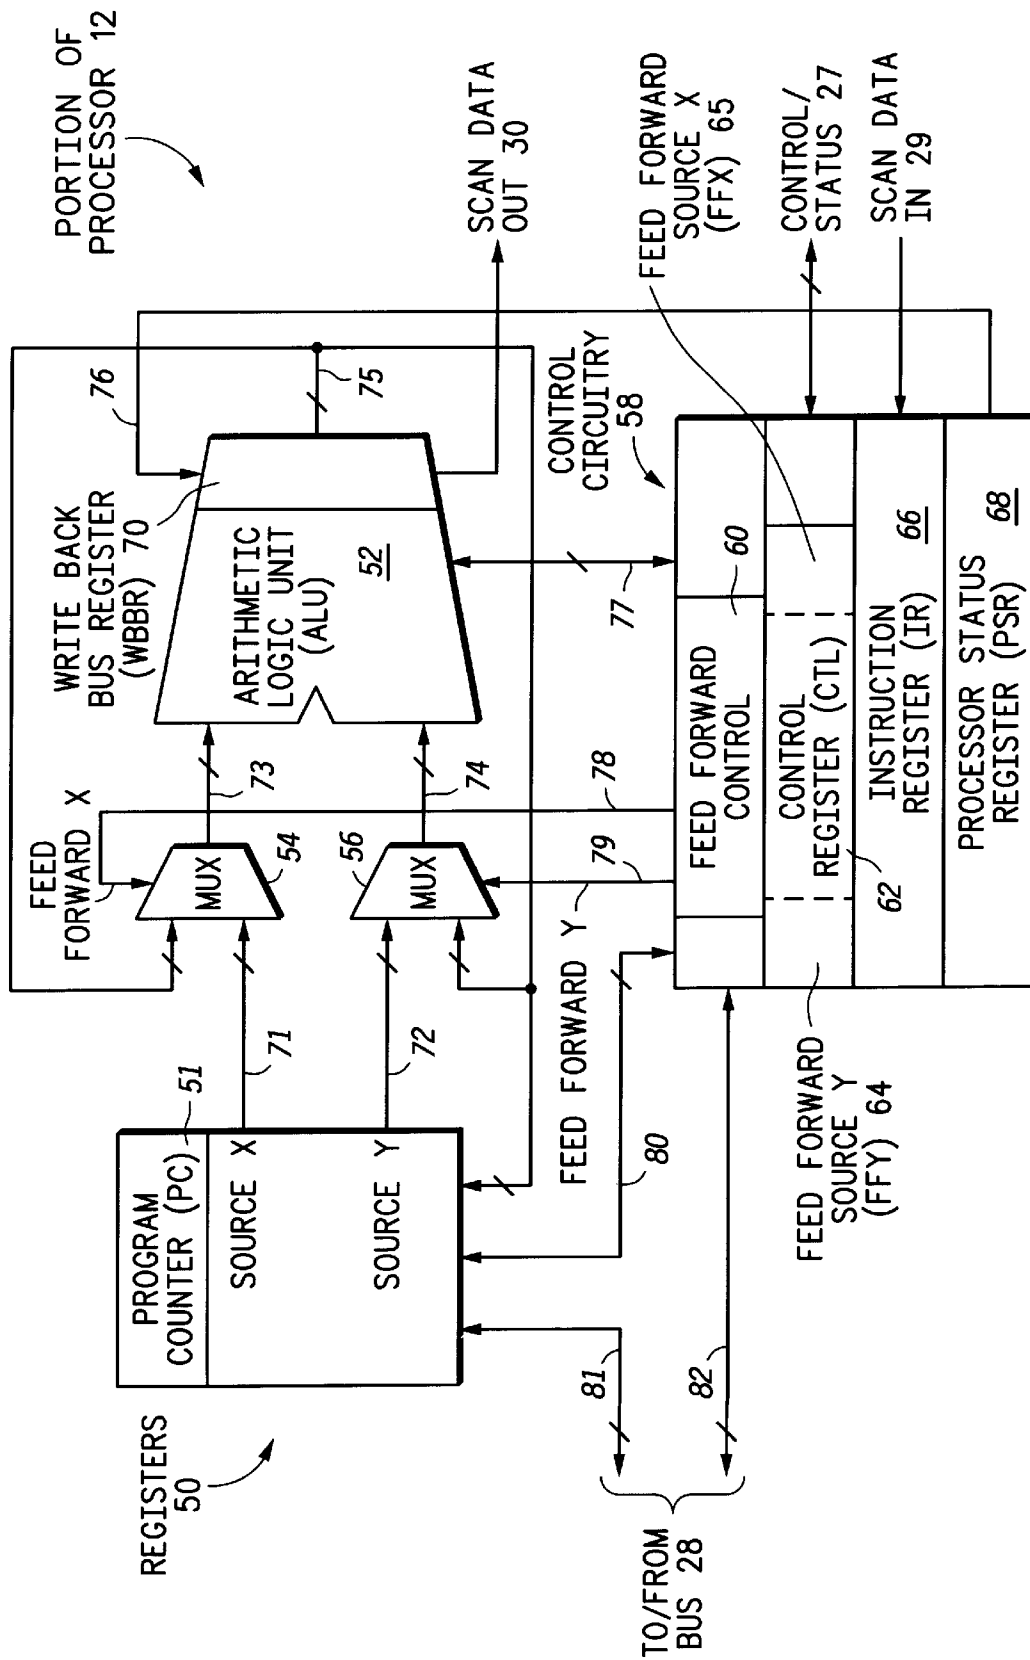 PORTION OF
PROCESSOR 12
REGISTERS
50
PROGRAM
COUNTER (PC) 51
SOURCE X
SOURCE Y
71
72
FEED
FORWARD X
MUX
54
MUX
56
73
74
WRITE BACK
BUS REGISTER
(WBBR) 70
ARITHMETIC
LOGIC UNIT
(ALU)
52
76
75
SCAN DATA
OUT 30
78
79
77
FEED FORWARD Y
80
81
82
TO/FROM
BUS 28
CONTROL
CIRCUITRY
58
FEED FORWARD
CONTROL
60
CONTROL
REGISTER (CTL)
62
INSTRUCTION
REGISTER (IR)
66
PROCESSOR STATUS
REGISTER (PSR)
68
FEED FORWARD
SOURCE Y
(FFY) 64
FEED FORWARD
SOURCE X
(FFX) 65
CONTROL/
STATUS 27
SCAN DATA
IN 29